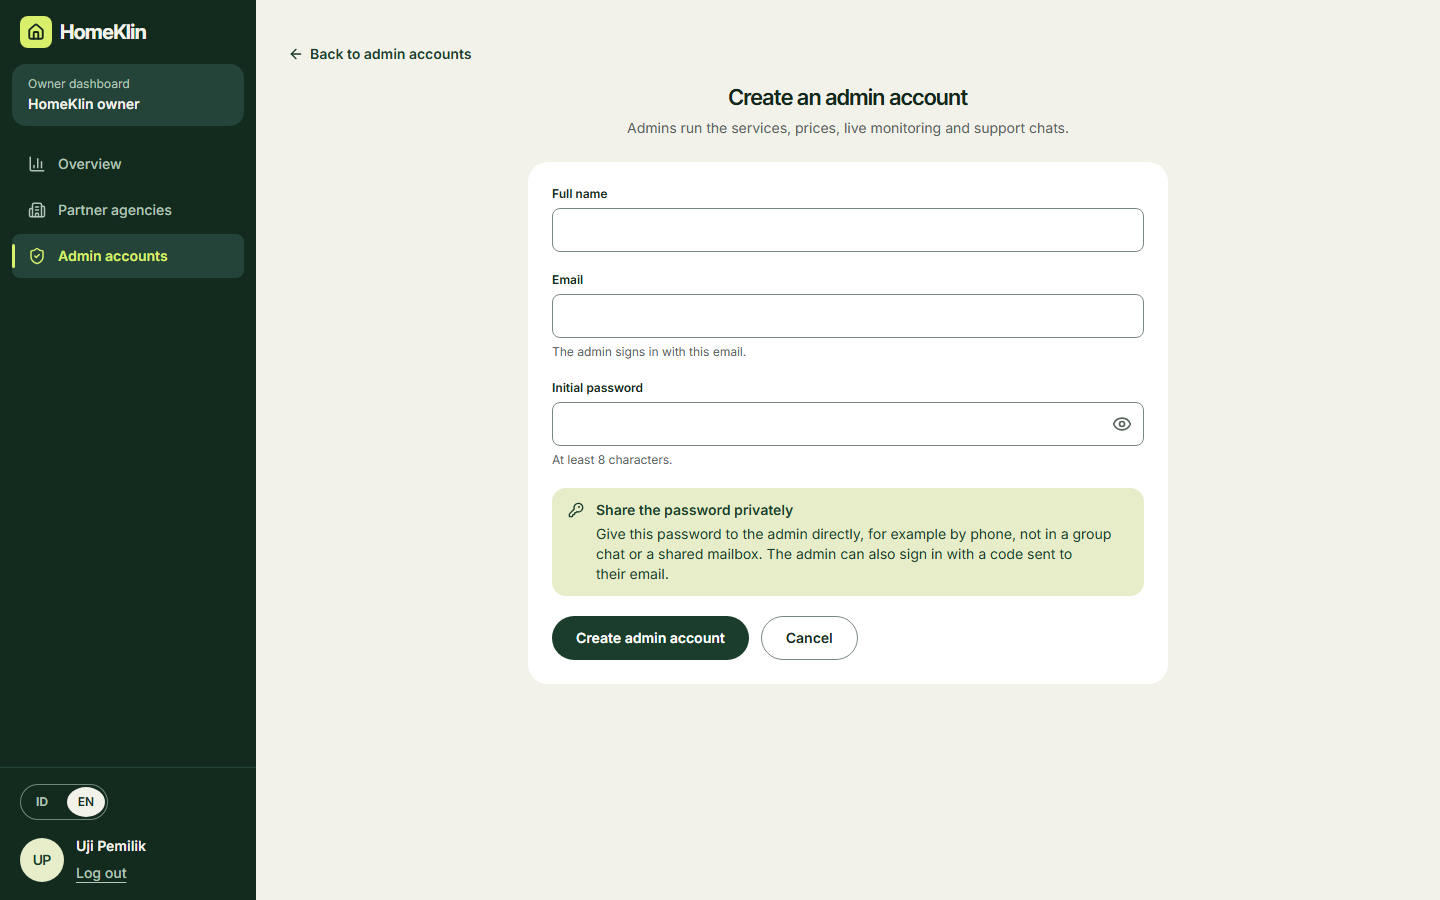 HomeKlin
Owner dashboard
HomeKlin owner
Overview
Partner agencies
Admin accounts
ID
EN
UP
Uji Pemilik
Log out
Back to admin accounts
Create an admin account
Admins run the services, prices, live monitoring and support chats.
Full name
Email
The admin signs in with this email.
Initial password
At least 8 characters.
Share the password privately
Give this password to the admin directly, for example by phone, not in a group
chat or a shared mailbox. The admin can also sign in with a code sent to
their email.
Create admin account
Cancel